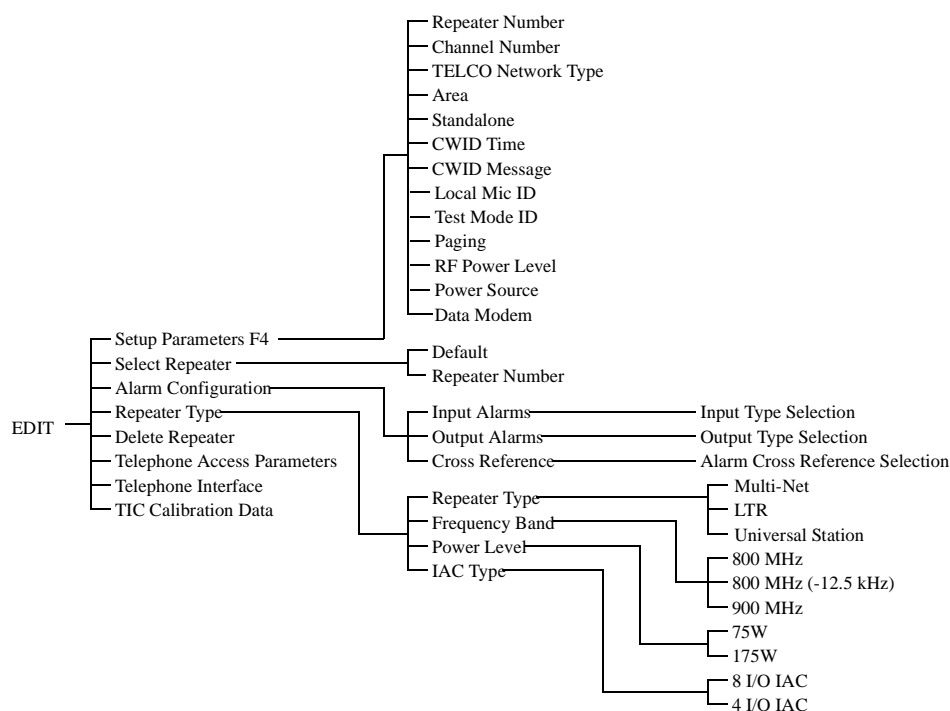 Repeater Number
Channel Number
TELCO Network Type
Area
Standalone
CWID Time
CWID Message
Local Mic ID
Test Mode ID
Paging
RF Power Level
Power Source
Data Modem
EDIT
Setup Parameters F4
Select Repeater
Alarm Configuration
Repeater Type
Delete Repeater
Telephone Access Parameters
Telephone Interface
TIC Calibration Data
Default
Repeater Number
Input Alarms
Output Alarms
Cross Reference
Input Type Selection
Output Type Selection
Alarm Cross Reference Selection
Repeater Type
Frequency Band
Power Level
IAC Type
Multi-Net
LTR
Universal Station
800 MHz
800 MHz (-12.5 kHz)
900 MHz
75W
175W
8 I/O IAC
4 I/O IAC